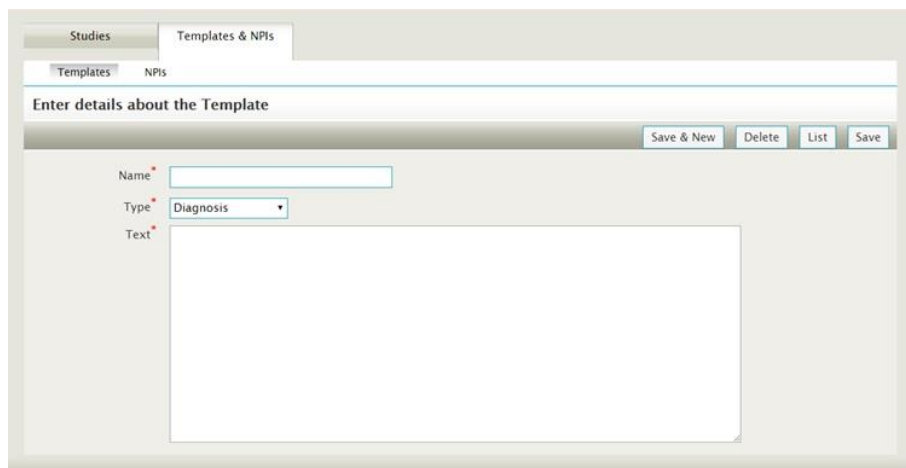 Studies Templates & NPIs
Templates NPIs
Enter details about the Template
Save & New Delete List Save
Name*
Type* Diagnosis
Text*